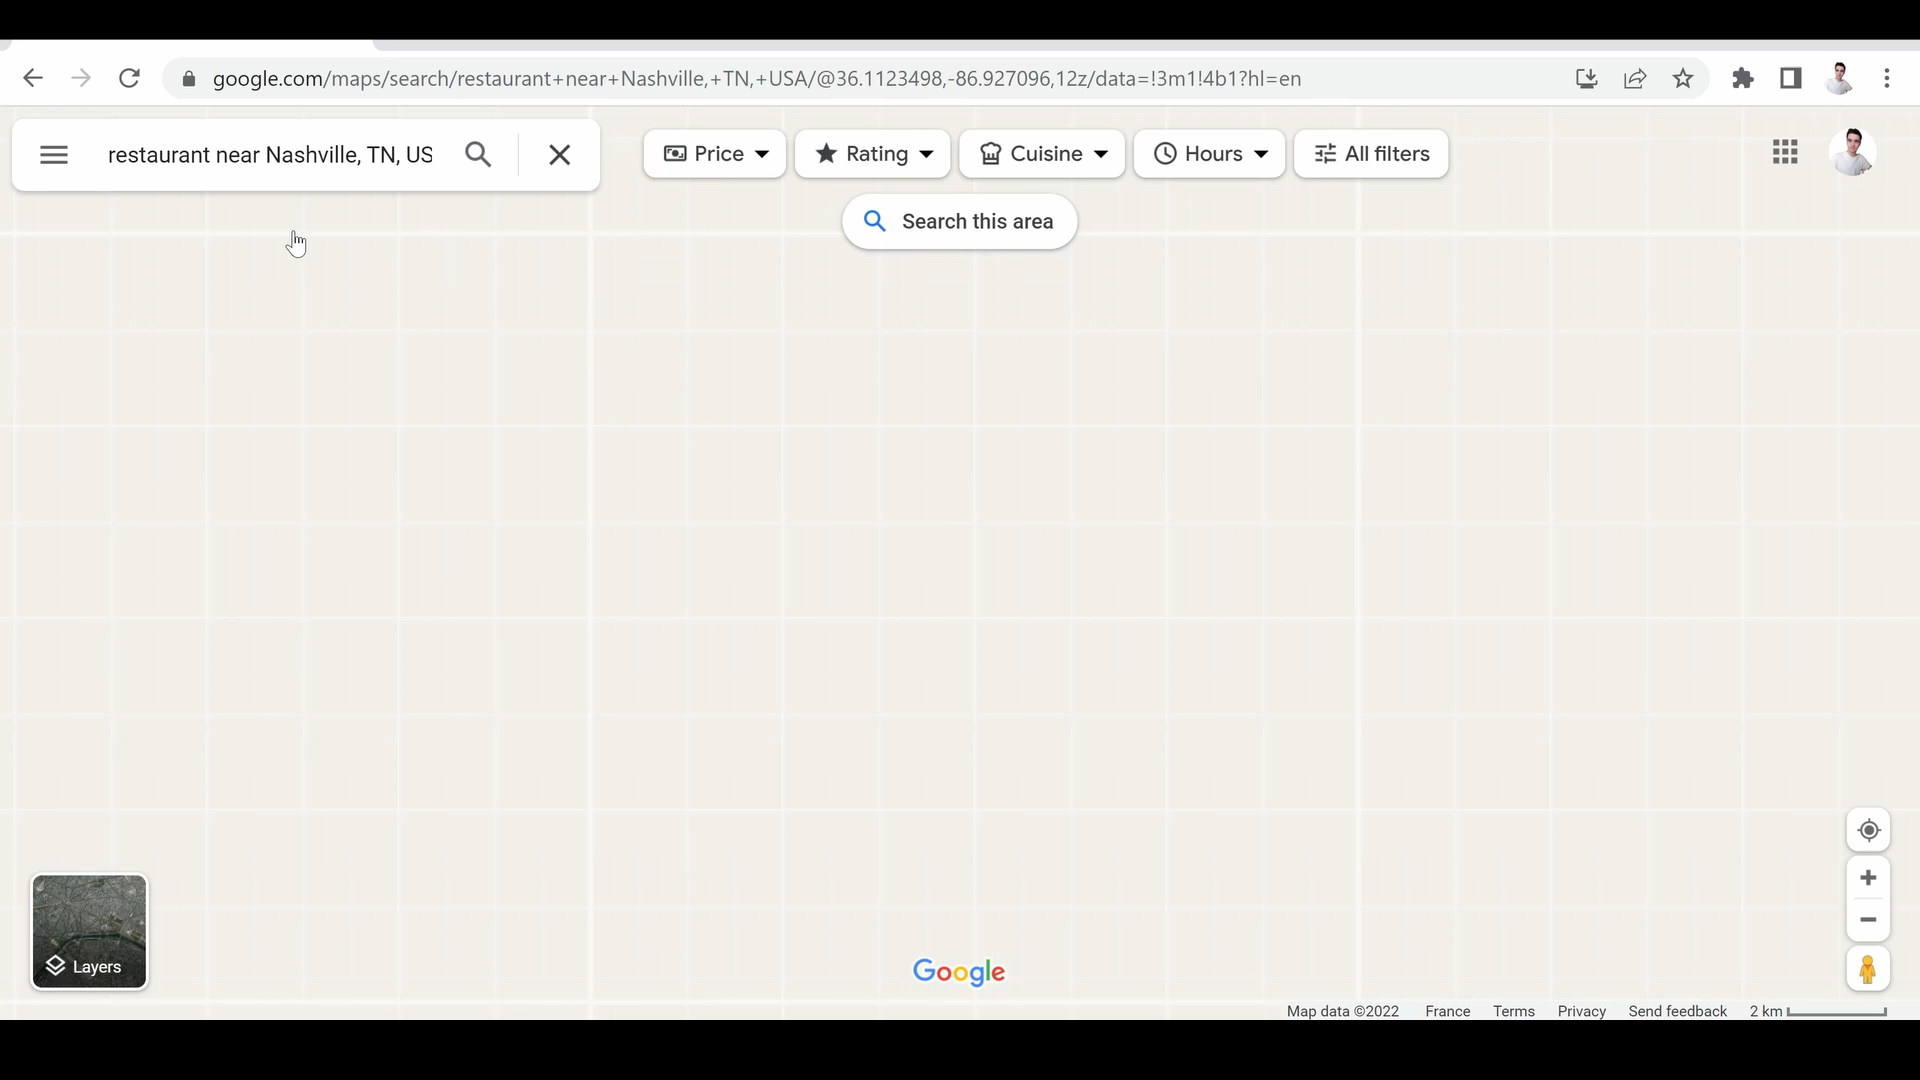 google.com/maps/search/restaurant+near+Nashville,+TN,+USA/@36.1123498,-86.927096,12z/data=!3m1!4b1?hl=en
restaurant near Nashville, TN, US
Price
Rating
Cuisine
Hours
All filters
Search this area
Layers
Google
Map data ©2022 France Terms Privacy Send feedback 2 km